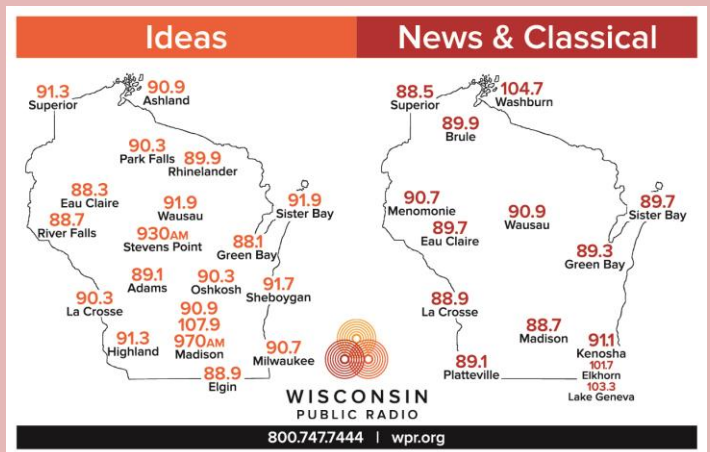 Ideas
91.3
Superior
90.9
Ashland
90.3
Park Falls
89.9
Rhinelander
88.3
Eau Claire
91.9
Wausau
91.9
Sister Bay
88.7
River Falls
930AM
Stevens Point
88.1
Green Bay
89.1
Adams
90.3
Oshkosh
91.7
Sheboygan
90.3
La Crosse
90.9
107.9
970AM
Madison
91.3
Highland
90.7
Milwaukee
88.9
Elgin
News & Classical
88.5
Superior
104.7
Washburn
89.9
Brule
90.7
Menomonie
90.9
Wausau
89.7
Sister Bay
89.7
Eau Claire
89.3
Green Bay
88.9
La Crosse
88.7
Madison
91.1
Kenosha
89.1
Platteville
101.7
Elkhorn
103.3
Lake Geneva
WISCONSIN
PUBLIC RADIO
800.747.7444 | wpr.org